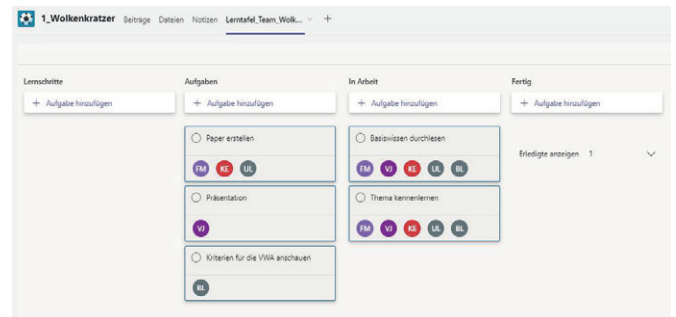 1_Wolkenkratzer Beiträge Dateien Notizen Lerntafel_Team_Wolk... +
Lernschritte
+ Aufgabe hinzufügen
Aufgaben
+ Aufgabe hinzufügen
Paper erstellen
FM KE UL
Präsentation
VJ
Kriterien für die VWA anschauen
BL
In Arbeit
+ Aufgabe hinzufügen
Basiswissen durchlesen
FM VJ KE UL BL
Thema kennenlernen
FM VJ KE UL BL
Fertig
+ Aufgabe hinzufügen
Erledigte anzeigen 1